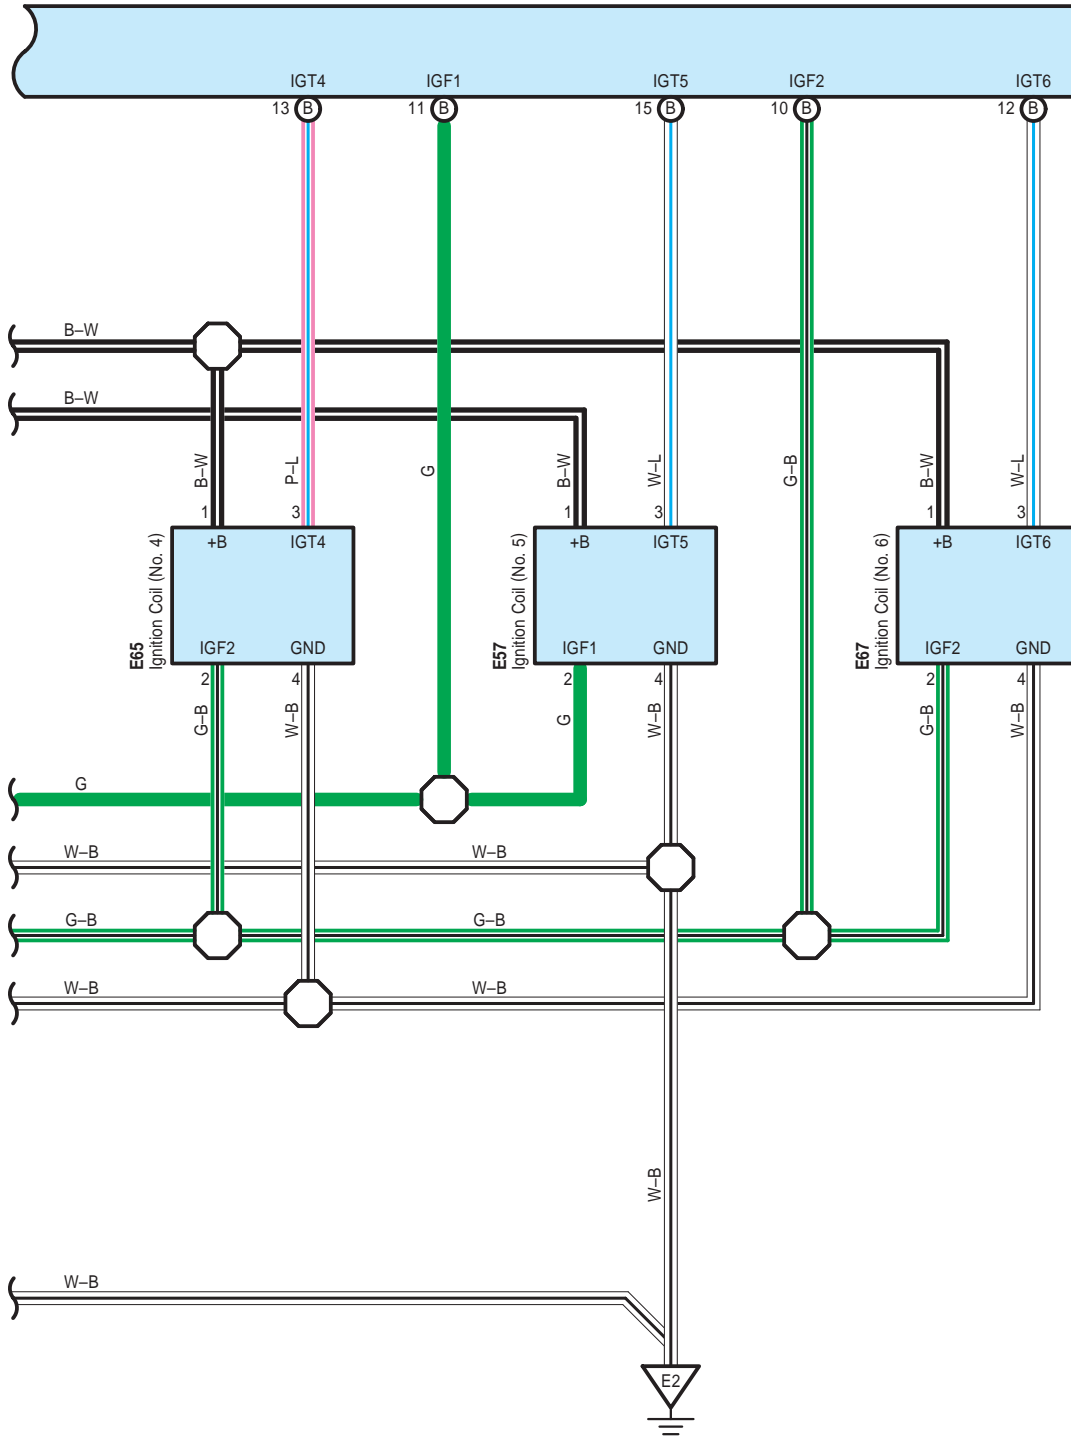 IGT4 IGF1 IGT5 IGF2 IGT6
13 B 11 B 15 B 10 B 12 B
B–W
B–W
B–W P–L G B–W W–L G–B B–W W–L
1 3 1 3 1 3
+B IGT4 +B IGT5 +B IGT6
E65 Ignition Coil (No. 4)
E57 Ignition Coil (No. 5)
E67 Ignition Coil (No. 6)
IGF2 GND IGF1 GND IGF2 GND
2 4 2 4 2 4
G–B W–B G W–B G–B W–B
G
W–B W–B
G–B G–B
W–B W–B
W–B
W–B
E2